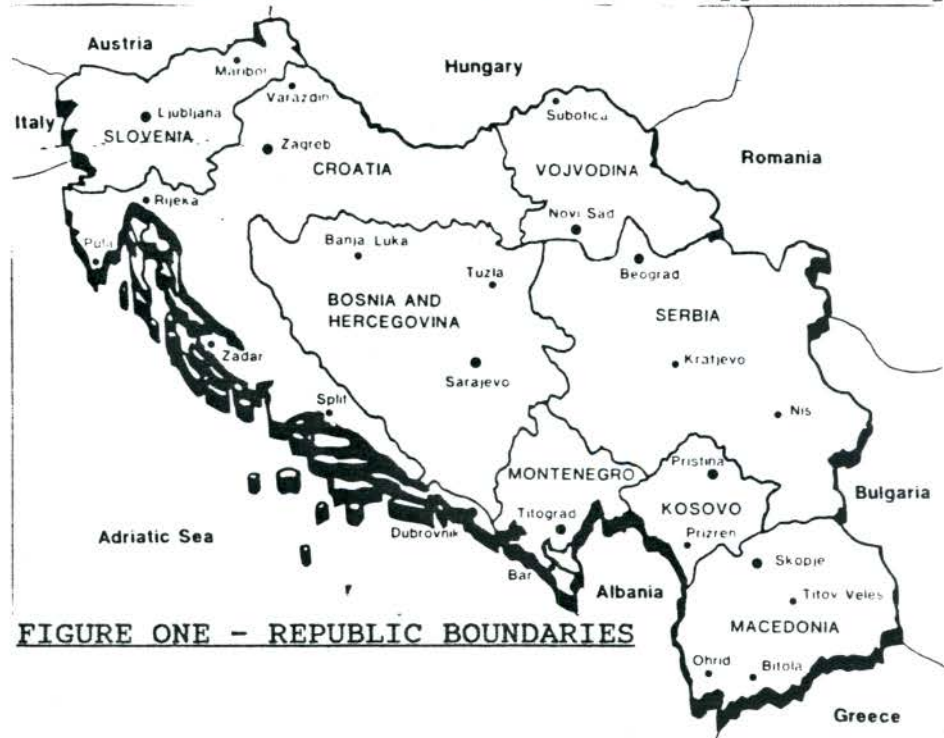 Austria
Hungary
Maribor
Varazdin
Subotica
Italy
Ljubljana
SLOVENIA
Zagreb
CROATIA
VOJVODINA
Romania
Rijeka
Novi Sad
Pula
Banja Luka
Beograd
Tuzla
BOSNIA AND
HERCEGOVINA
SERBIA
Zadar
Kratjevo
Sarajevo
Split
Nis
Pristina
MONTENEGRO
Bulgaria
KOSOVO
Titograd
Dubrovnik
Adriatic Sea
Prizren
Skopje
Bar
Albania
Titov Veles
MACEDONIA
FIGURE ONE - REPUBLIC BOUNDARIES
Ohrid
Bitola
Greece